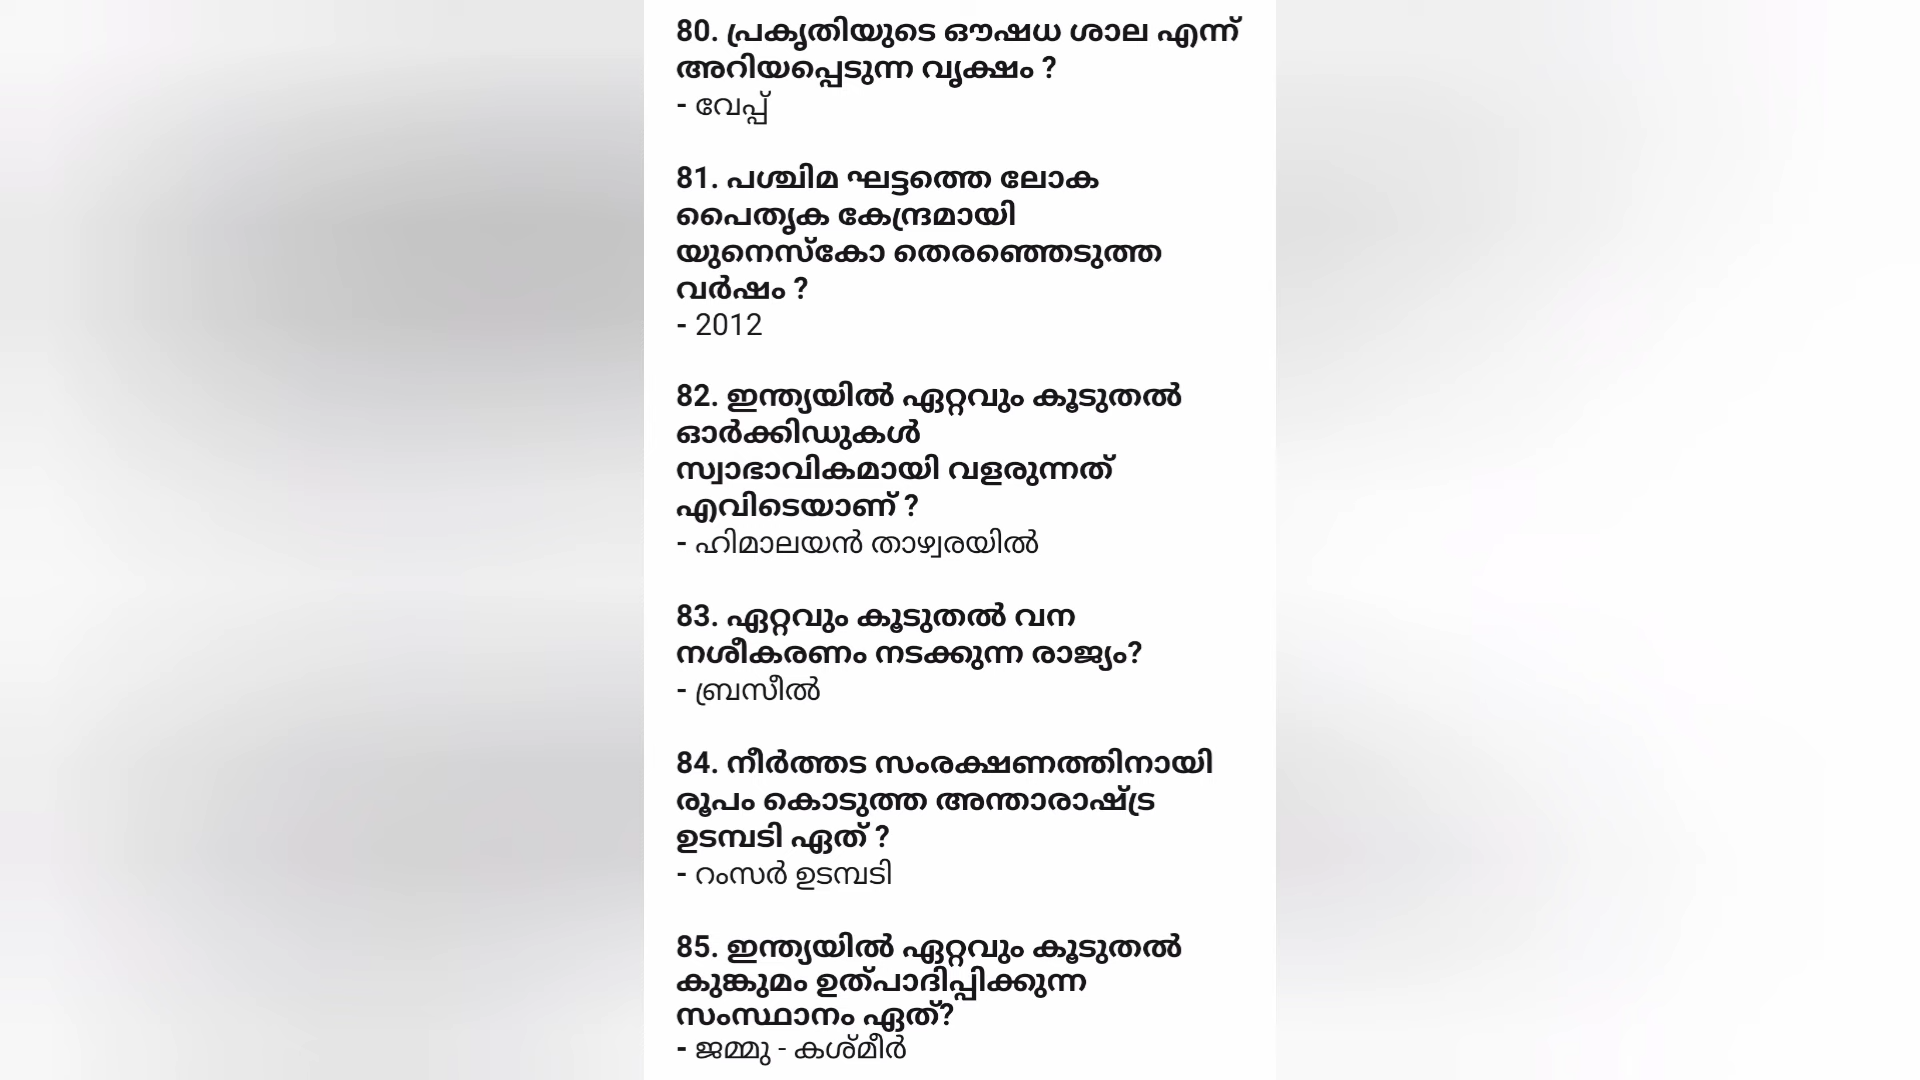 80. പ്രകൃതിയുടെ ഔഷധ ശാല എന്ന്
അറിയപ്പെടുന്ന വൃക്ഷം ?
- വേപ്പ്
81. പശ്ചിമ ഘട്ടത്തെ ലോക
പൈതൃക കേന്ദ്രമായി
യുനെസ്കോ തെരഞ്ഞെടുത്ത
വർഷം ?
- 2012
82. ഇന്ത്യയിൽ ഏറ്റവും കൂടുതൽ
ഓർക്കിഡുകൾ
സ്വാഭാവികമായി വളരുന്നത്
എവിടെയാണ് ?
- ഹിമാലയൻ താഴ്വരയിൽ
83. ഏറ്റവും കൂടുതൽ വന
നശീകരണം നടക്കുന്ന രാജ്യം?
- ബ്രസീൽ
84. നീർത്തട സംരക്ഷണത്തിനായി
രൂപം കൊടുത്ത അന്താരാഷ്ട്ര
ഉടമ്പടി ഏത് ?
- റംസർ ഉടമ്പടി
85. ഇന്ത്യയിൽ ഏറ്റവും കൂടുതൽ
കുങ്കുമം ഉത്പാദിപ്പിക്കുന്ന
സംസ്ഥാനം ഏത്?
- ജമ്മു - കശ്മീർ